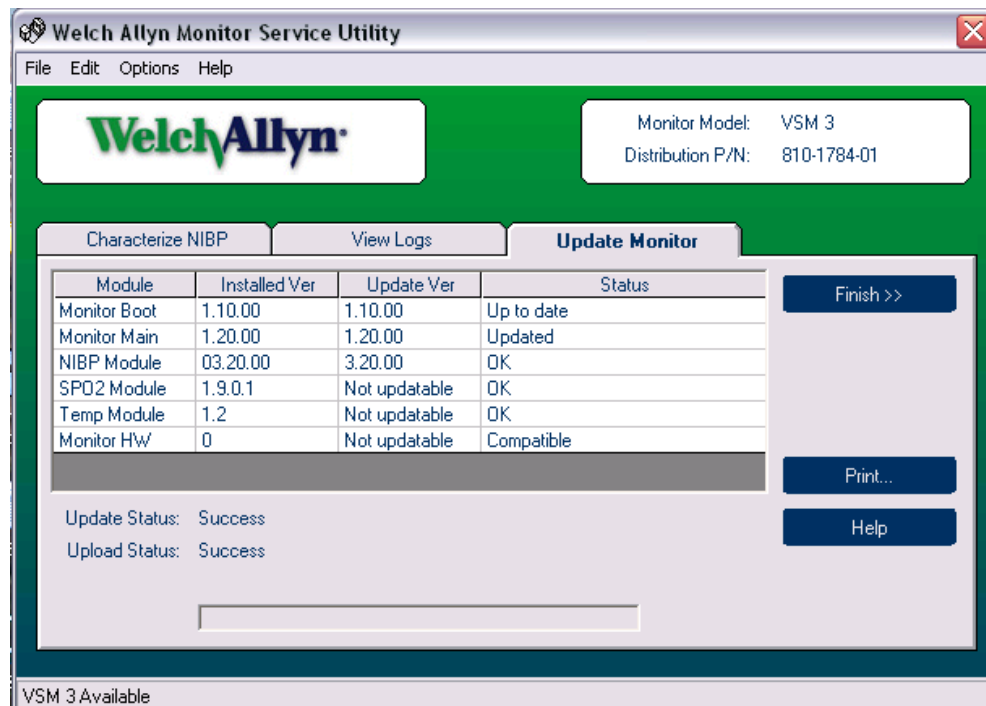 Welch Allyn Monitor Service Utility
File Edit Options Help
WelchAllyn
Monitor Model: VSM 3
Distribution P/N: 810-1784-01
Characterize NIBP View Logs Update Monitor
Module Installed Ver Update Ver Status
Monitor Boot 1.10.00 1.10.00 Up to date
Monitor Main 1.20.00 1.20.00 Updated
NIBP Module 03.20.00 3.20.00 OK
SPO2 Module 1.9.0.1 Not updatable OK
Temp Module 1.2 Not updatable OK
Monitor HW 0 Not updatable Compatible
Finish >>
Print...
Help
Update Status: Success
Upload Status: Success
VSM 3 Available